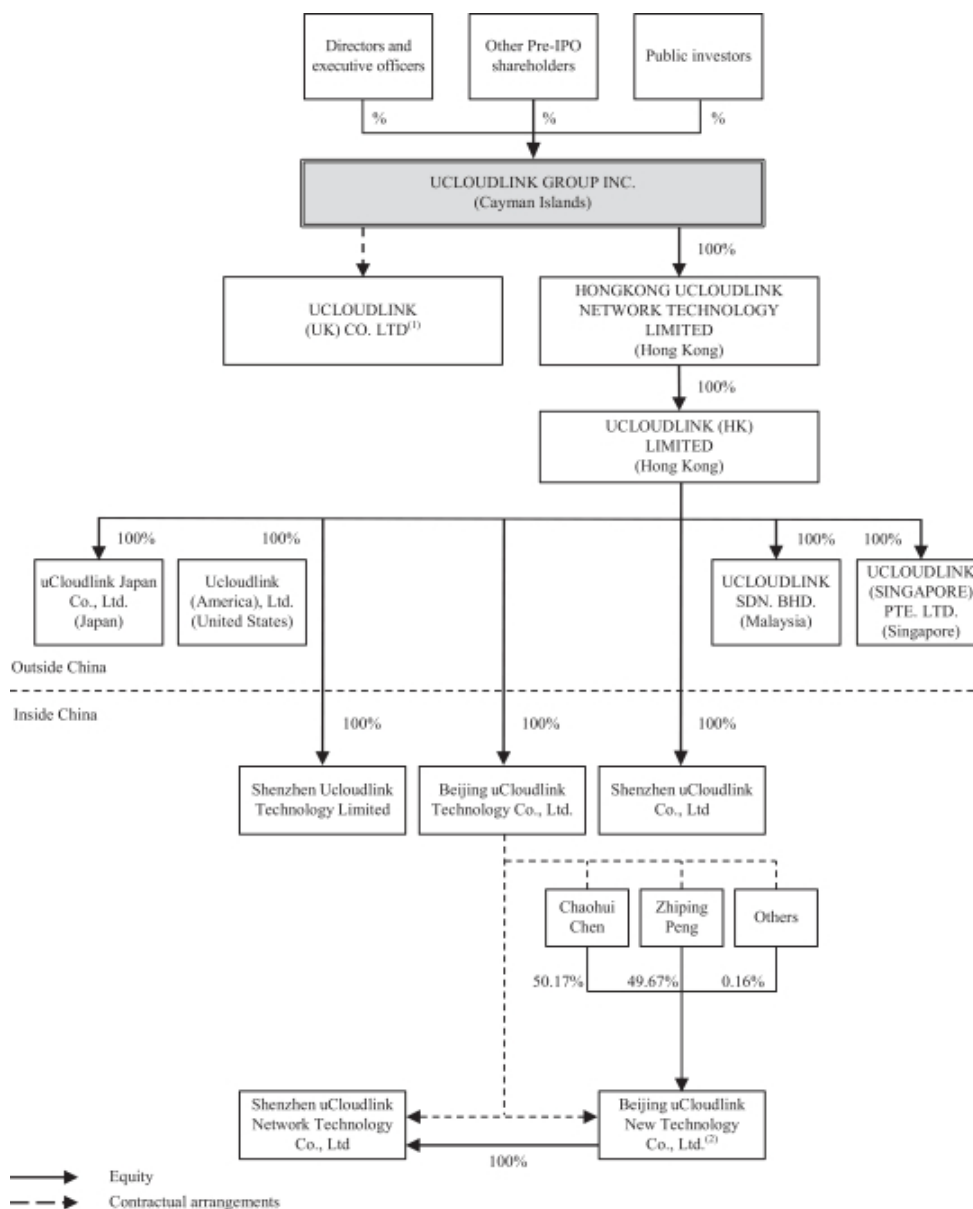 Directors and
executive officers
Other Pre-IPO
shareholders
Public investors
%
%
%
UCLOUDLINK GROUP INC.
(Cayman Islands)
100%
UCLOUDLINK
(UK) CO. LTD(1)
HONGKONG UCLOUDLINK
NETWORK TECHNOLOGY
LIMITED
(Hong Kong)
100%
UCLOUDLINK (HK)
LIMITED
(Hong Kong)
100%
100%
100%
100%
uCloudlink Japan
Co., Ltd.
(Japan)
Ucloudlink
(America), Ltd.
(United States)
UCLOUDLINK
SDN. BHD.
(Malaysia)
UCLOUDLINK
(SINGAPORE)
PTE. LTD.
(Singapore)
Outside China
Inside China
100%
100%
100%
Shenzhen Ucloudlink
Technology Limited
Beijing uCloudlink
Technology Co., Ltd.
Shenzhen uCloudlink
Co., Ltd
Chaohui
Chen
Zhiping
Peng
Others
50.17%
49.67%
0.16%
Shenzhen uCloudlink
Network Technology
Co., Ltd
Beijing uCloudlink
New Technology
Co., Ltd.(2)
100%
Equity
Contractual arrangements